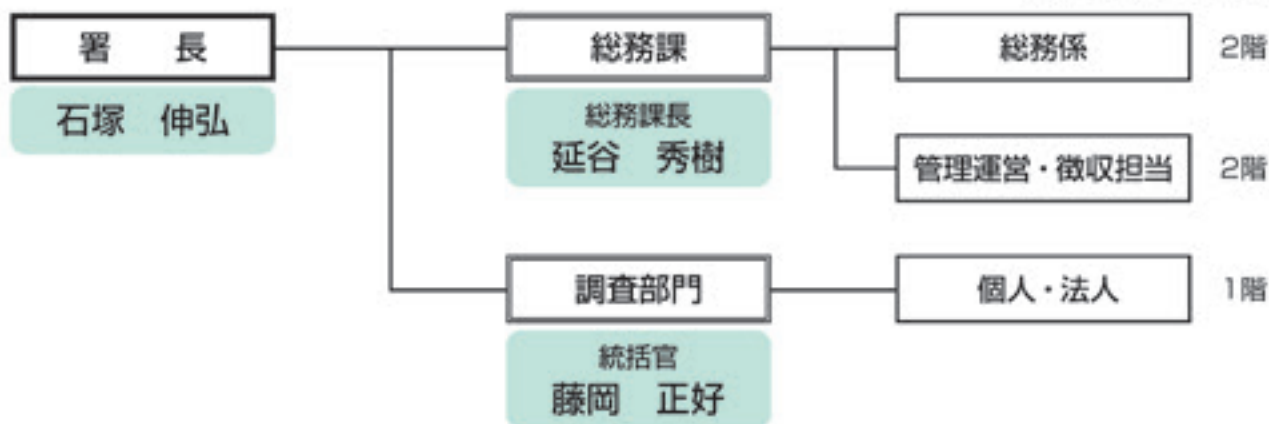 署　長
石塚　伸弘
総務課
総務課長
延谷　秀樹
総務係
2階
管理運営・徴収担当
2階
調査部門
統括官
藤岡　正好
個人・法人
1階